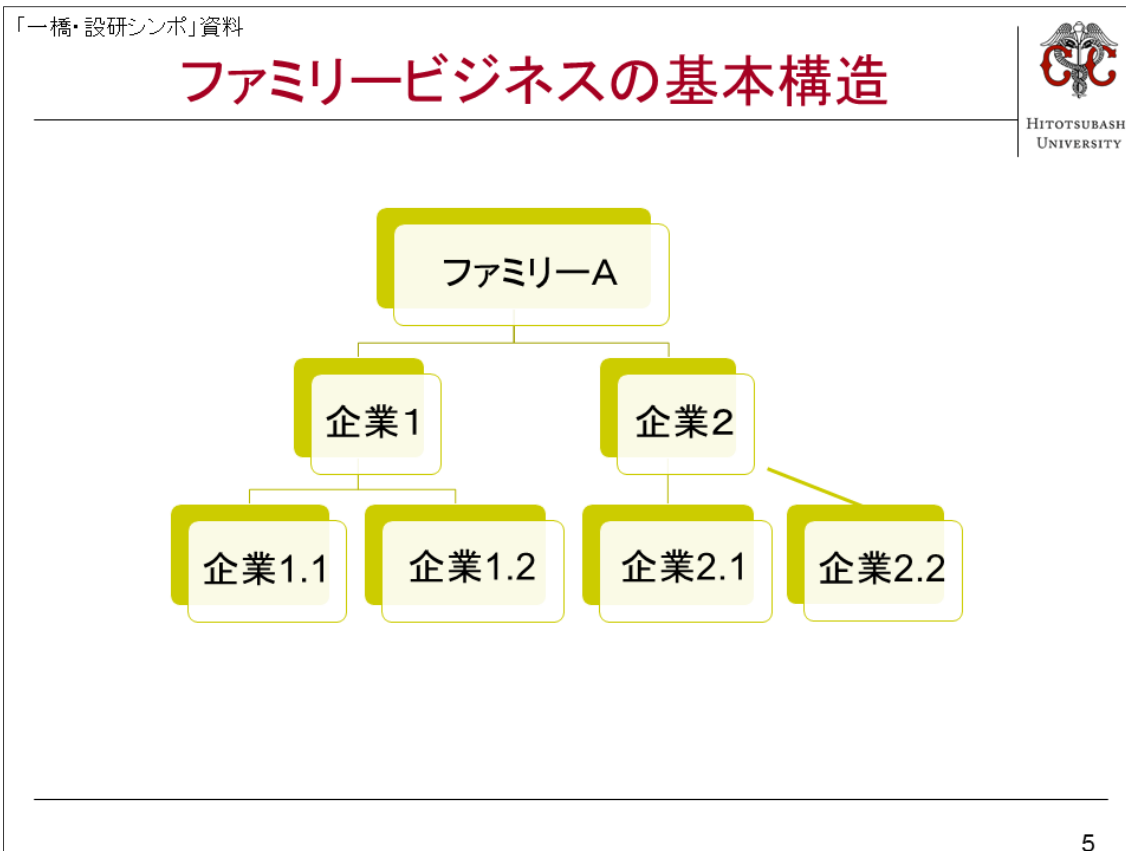 「一橋・設研シンポ」資料
ファミリービジネスの基本構造
HITOTSUBASH
UNIVERSITY
ファミリーA
企業1
企業2
企業1.1
企業1.2
企業2.1
企業2.2
5